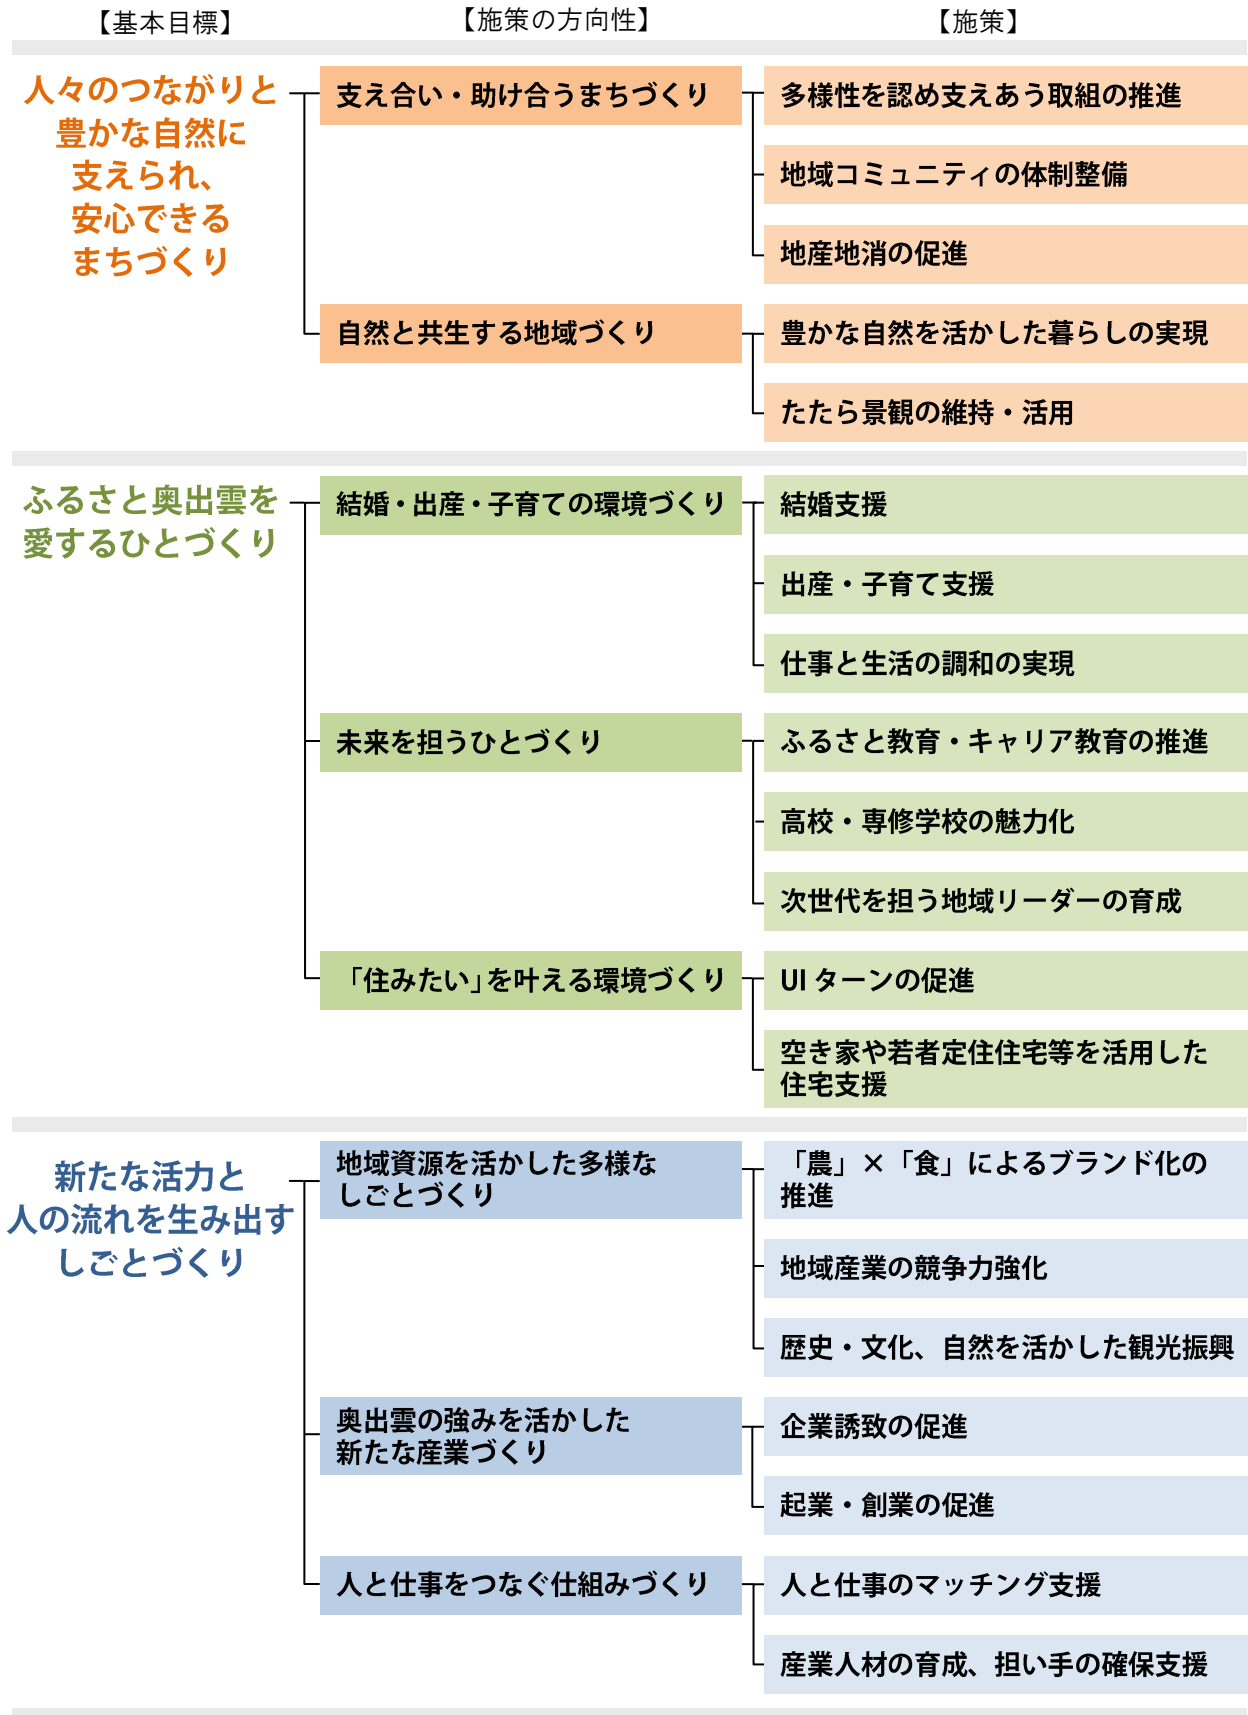 【基本目標】
【施策の方向性】
【施策】
人々のつながりと
豊かな自然に
支えられ、
安心できる
まちづくり
支え合い・助け合うまちづくり
多様性を認め支えあう取組の推進
地域コミュニティの体制整備
地産地消の促進
自然と共生する地域づくり
豊かな自然を活かした暮らしの実現
たたら景観の維持・活用
ふるさと奥出雲を
愛するひとづくり
結婚・出産・子育ての環境づくり
結婚支援
出産・子育て支援
仕事と生活の調和の実現
未来を担うひとづくり
ふるさと教育・キャリア教育の推進
高校・専修学校の魅力化
次世代を担う地域リーダーの育成
「住みたい」を叶える環境づくり
UI ターンの促進
空き家や若者定住住宅等を活用した
住宅支援
新たな活力と
人の流れを生み出す
しごとづくり
地域資源を活かした多様な
しごとづくり
「農」×「食」によるブランド化の
推進
地域産業の競争力強化
歴史・文化、自然を活かした観光振興
奥出雲の強みを活かした
新たな産業づくり
企業誘致の促進
起業・創業の促進
人と仕事をつなぐ仕組みづくり
人と仕事のマッチング支援
産業人材の育成、担い手の確保支援